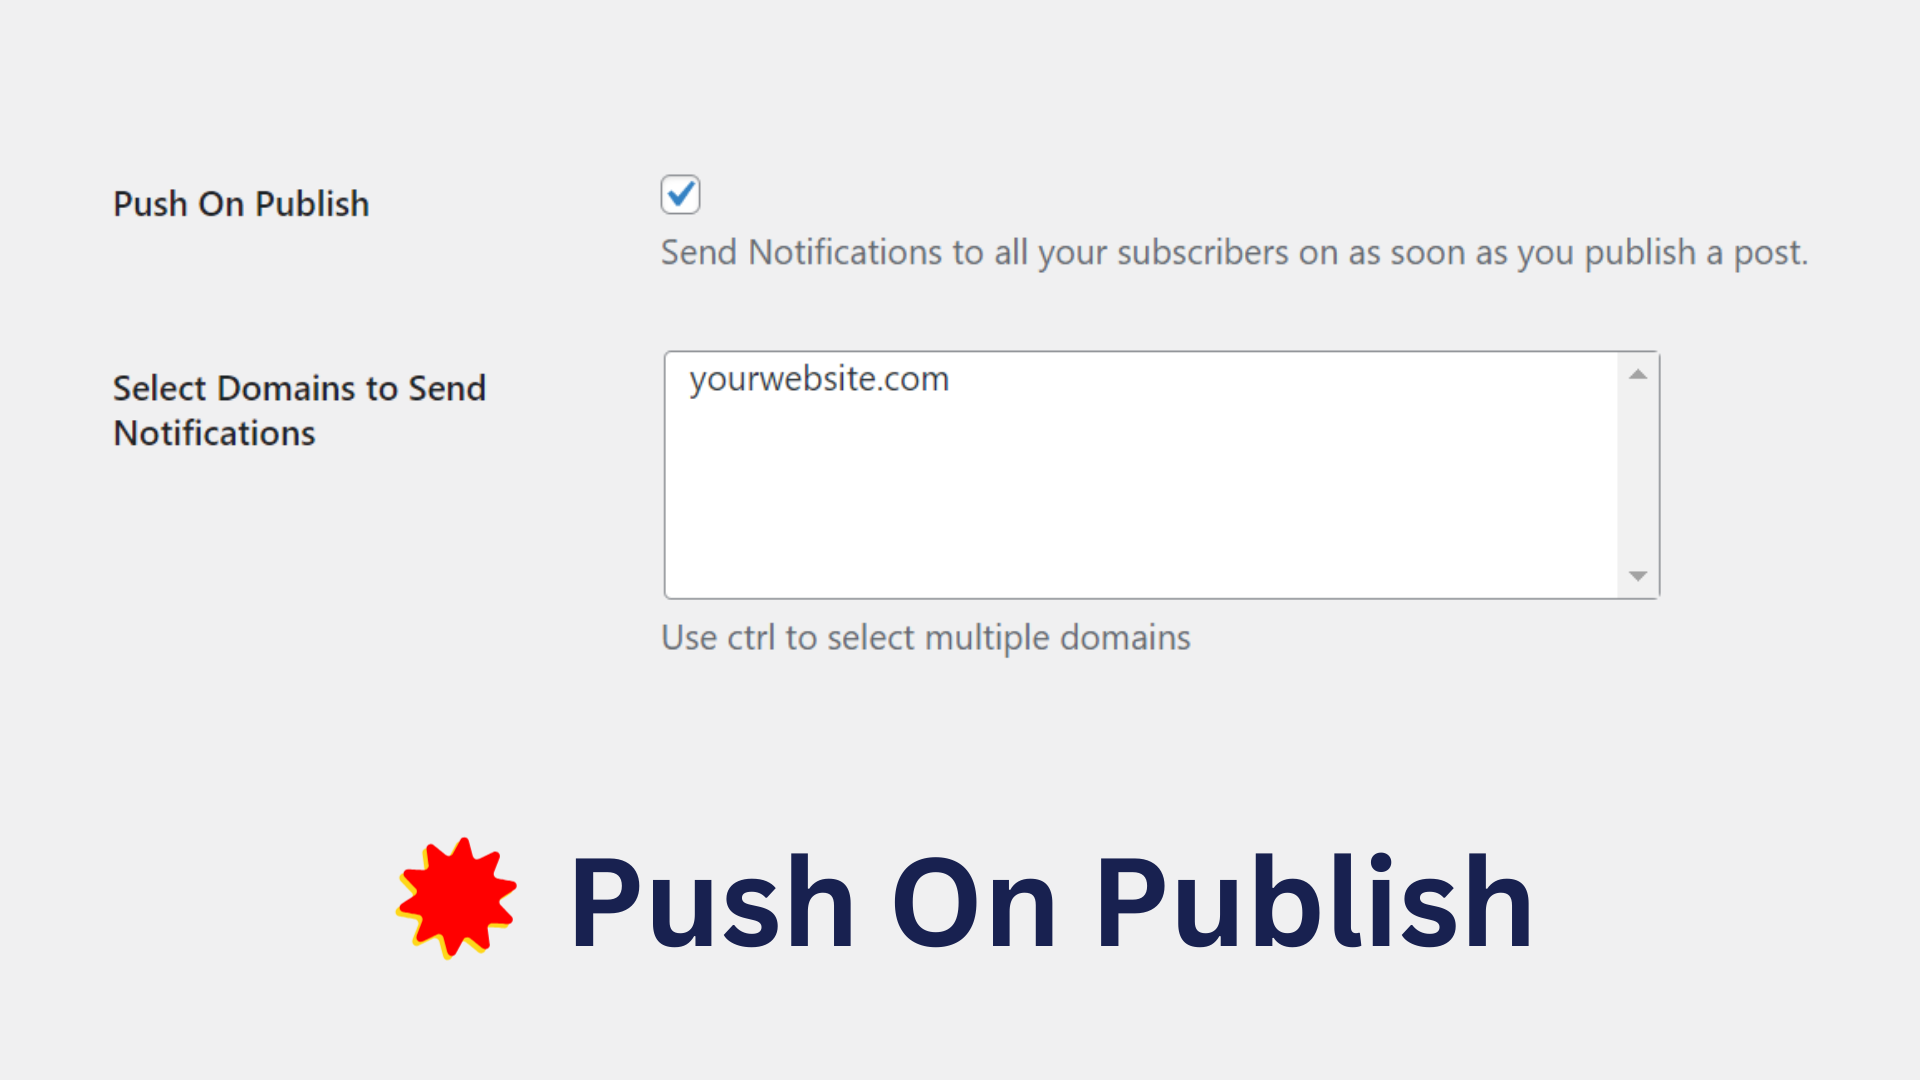 Push On Publish
Send Notifications to all your subscribers on as soon as you publish a post.
Select Domains to Send
Notifications
yourwebsite.com
Use ctrl to select multiple domains
Push On Publish